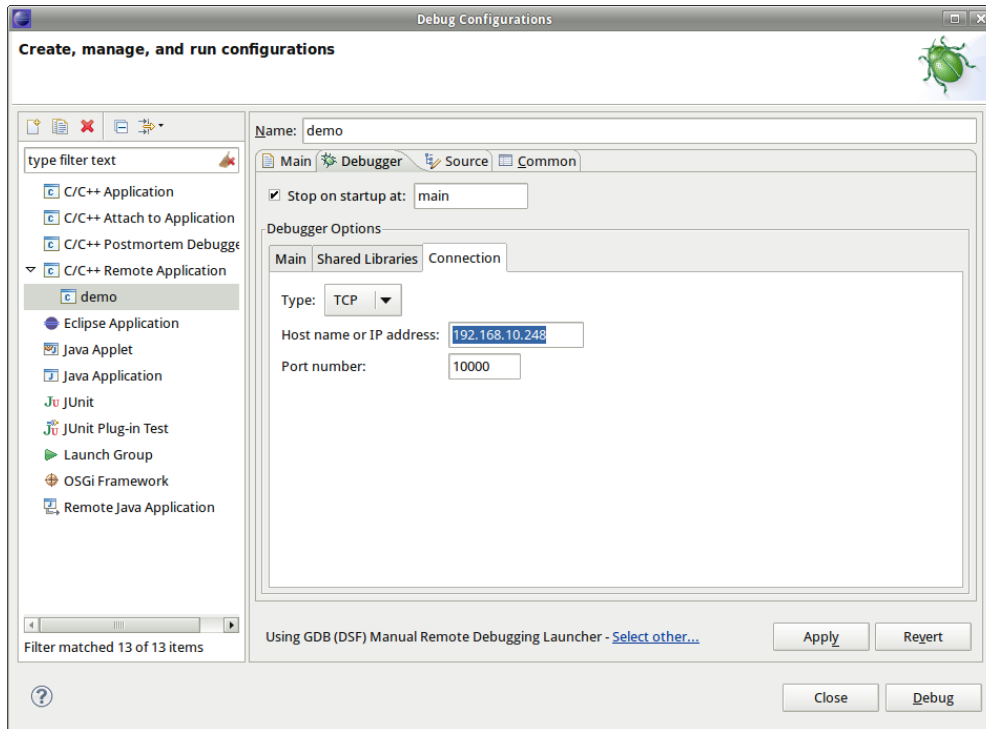 Debug Configurations
Create, manage, and run configurations
type filter text
C/C++ Application
C/C++ Attach to Application
C/C++ Postmortem Debugge
C/C++ Remote Application
demo
Eclipse Application
Java Applet
Java Application
JUnit
JUnit Plug-in Test
Launch Group
OSGi Framework
Remote Java Application
Filter matched 13 of 13 items
Name: demo
Main Debugger Source Common
Stop on startup at: main
Debugger Options
Main Shared Libraries Connection
Type: TCP
Host name or IP address: 192.168.10.248
Port number: 10000
Using GDB (DSF) Manual Remote Debugging Launcher - Select other...
Apply Revert
Close Debug